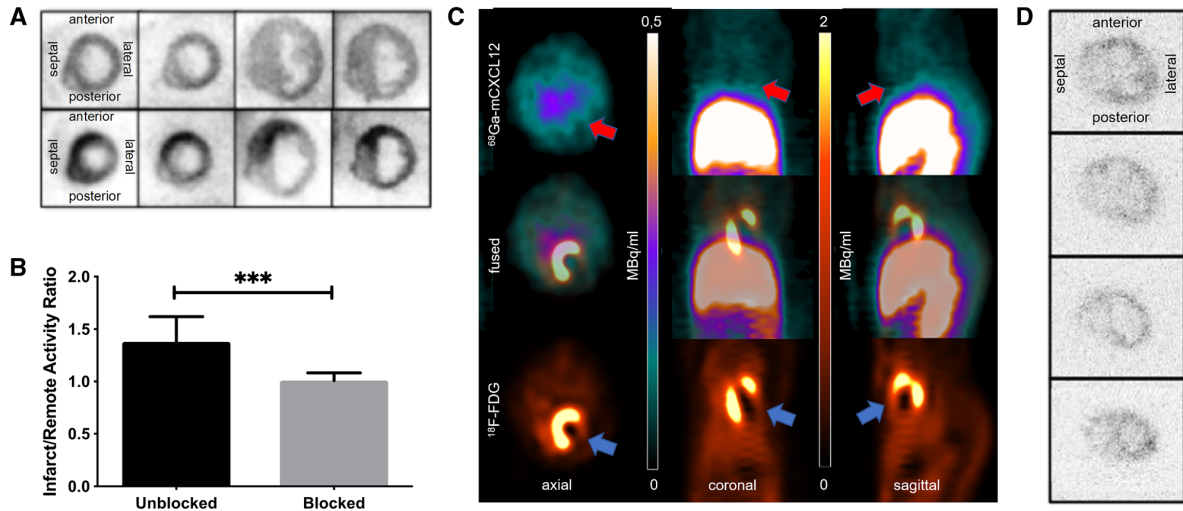 A
anterior
septal
lateral
posterior
anterior
septal
lateral
posterior
B
Infarct/Remote Activity Ratio
2.0
1.5
1.0
0.5
0.0
***
Unblocked
Blocked
C
⁶⁸Ga-mCXCL12
fused
¹⁸F-FDG
0,5
MBq/ml
0
2
MBq/ml
0
axial
coronal
sagittal
D
anterior
septal
lateral
posterior